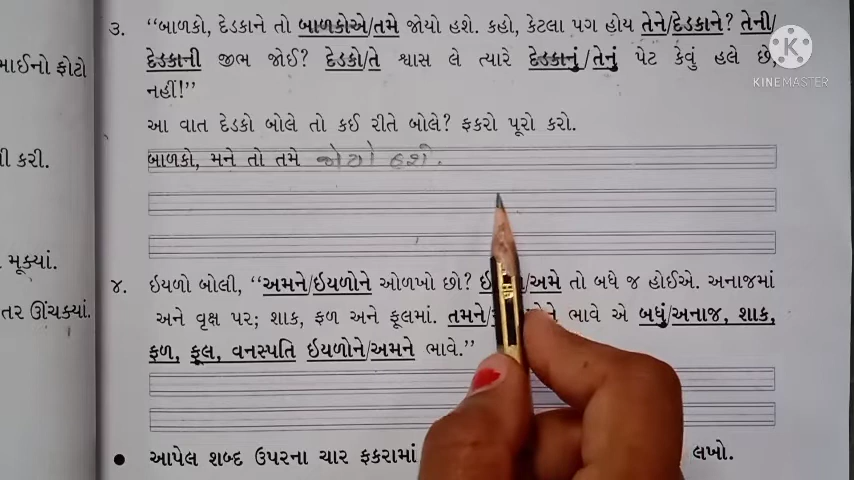 ૩. “બાળકો, દેડકાને તો બાળકોએ/તમે જોયો હશે. કહો, કેટલા પગ હોય તેને/દેડકાને? તેની/
માઈનો ફોટો
દેડકાની જીભ જોઈ? દેડકો/તે શ્વાસ લે ત્યારે દેડકાનું/તેનું પેટ કેવું હલે છે,
નહીં!”
KINEMASTER
આ વાત દેડકો બોલે તો કઈ રીતે બોલે? ફકરો પૂરો કરો.
ી કરી.
બાળકો, મને તો તમે જોયો હશે.
મૂક્યાં.
૪. ઇયળો બોલી, “અમને/ઇયળોને ઓળખો છો? /અમે તો બધે જ હોઈએ. અનાજમાં
તર ઊંચક્યાં.
અને વૃક્ષ પર; શાક, ફળ અને ફૂલમાં. તમને/ ભાવે એ બધું/અનાજ, શાક,
ફળ, ફૂલ, વનસ્પતિ ઇયળોને/અમને ભાવે.”
● આપેલ શબ્દ ઉપરના ચાર ફકરામાં લખો.